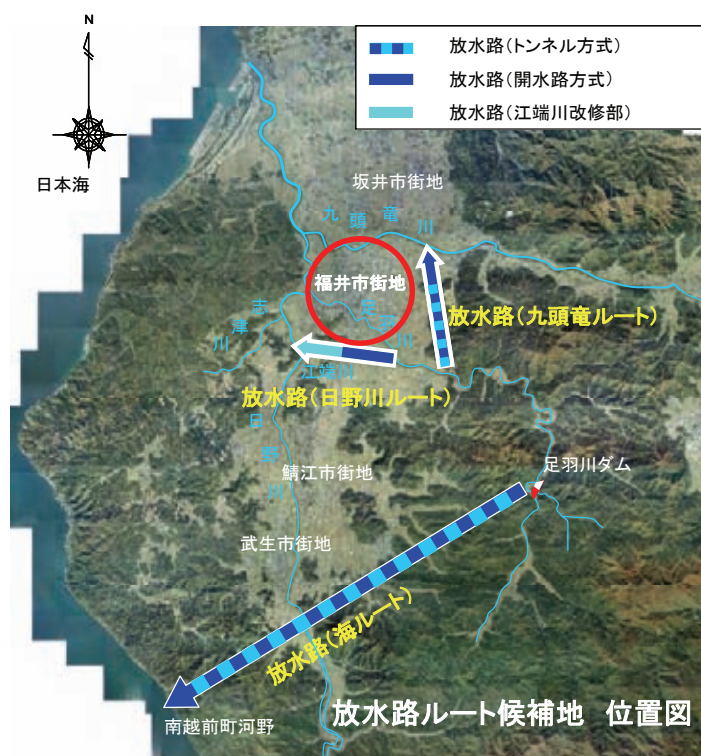 N
日本海
放水路(トンネル方式)
放水路(開水路方式)
放水路(江端川改修部)
坂井市街地
九頭竜川
福井市街地
足羽川
志津川
放水路(九頭竜ルート)
江端川
放水路(日野川ルート)
日野川
足羽川ダム
鯖江市街地
武生市街地
放水路(海ルート)
放水路ルート候補地 位置図
南越前町河野